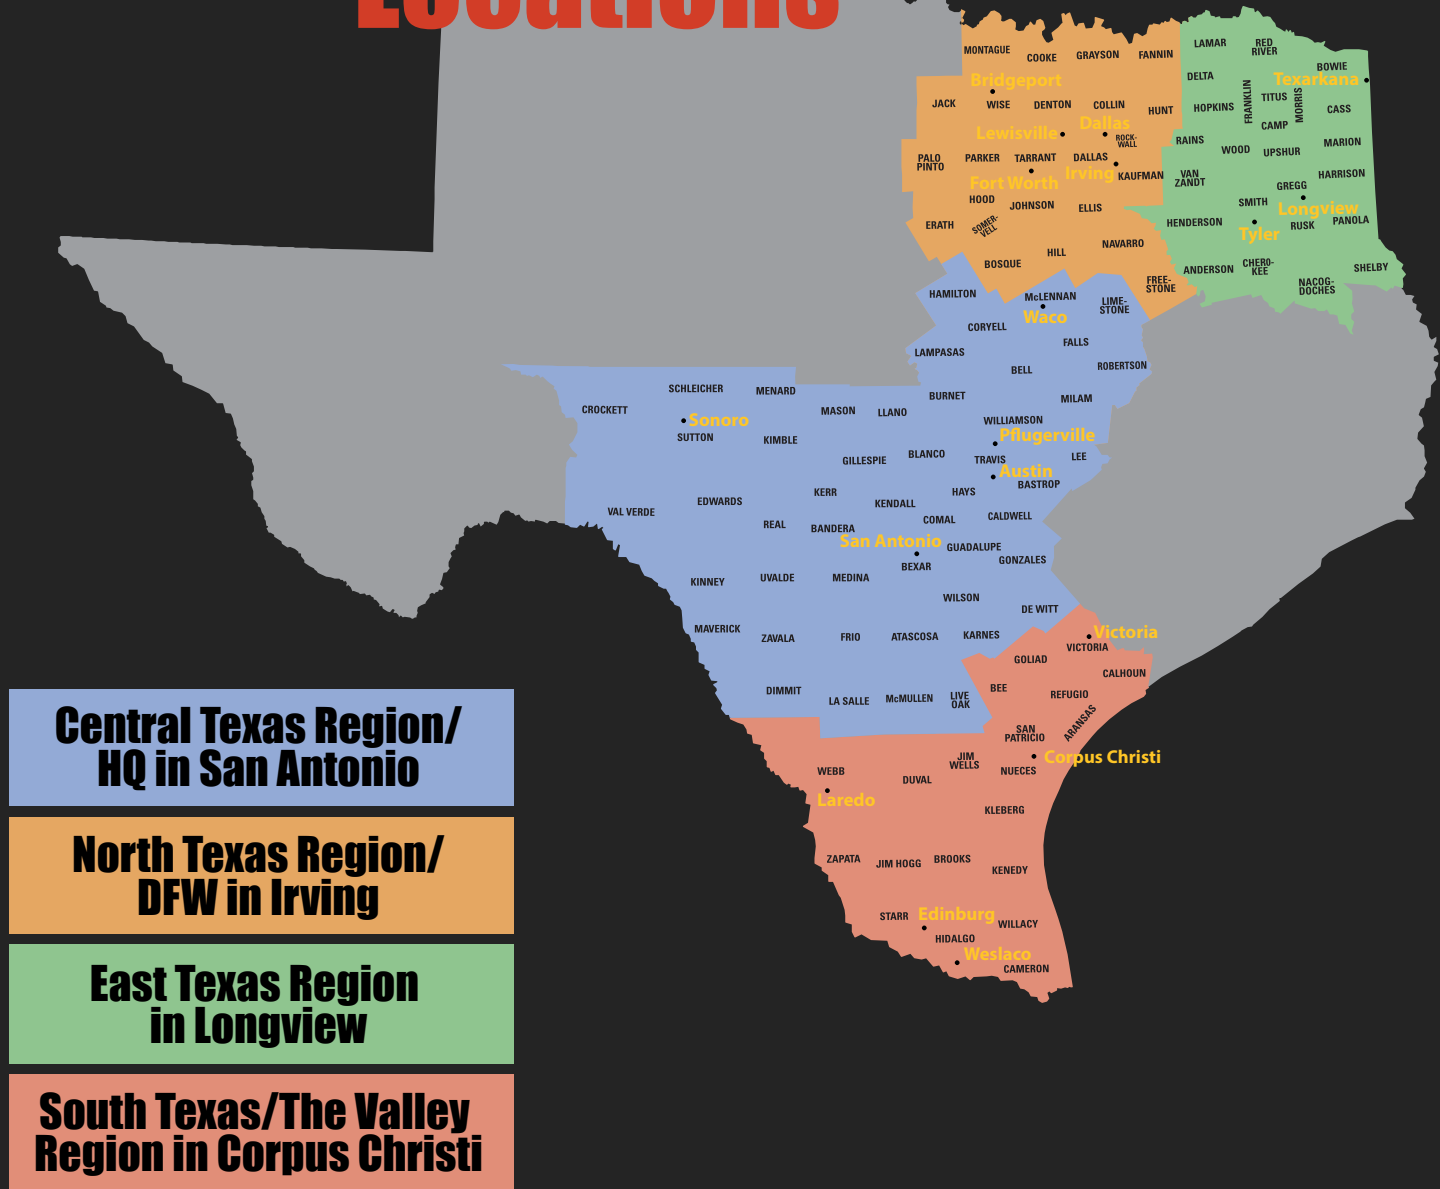 Locations
MONTAGUE
COOKE
GRAYSON
FANNIN
LAMAR
RED
RIVER
BOWIE
Bridgeport
DELTA
Texarkana
JACK
WISE
DENTON
COLLIN
HUNT
HOPKINS
FRANKLIN
TITUS
MORRIS
CASS
Lewisville
Dallas
ROCK-
WALL
CAMP
RAINS
WOOD
UPSHUR
MARION
PALO
PINTO
PARKER
TARRANT
DALLAS
Fort Worth
Irving
KAUFMAN
VAN
ZANDT
GREGG
HARRISON
HOOD
JOHNSON
ELLIS
SMITH
Longview
ERATH
SOMER-
VELL
HENDERSON
Tyler
RUSK
PANOLA
BOSQUE
HILL
NAVARRO
FREE-
STONE
ANDERSON
CHERO-
KEE
NACOG-
DOCHES
SHELBY
HAMILTON
McLENNAN
LIME-
STONE
Waco
CORYELL
LAMPASAS
FALLS
BELL
ROBERTSON
SCHLEICHER
MENARD
BURNET
MILAM
CROCKETT
MASON
LLANO
WILLIAMSON
Sonoro
SUTTON
KIMBLE
Pflugerville
GILLESPIE
BLANCO
TRAVIS
LEE
Austin
BASTROP
KERR
HAYS
VAL VERDE
EDWARDS
KENDALL
REAL
BANDERA
COMAL
CALDWELL
San Antonio
GUADALUPE
GONZALES
BEXAR
KINNEY
UVALDE
MEDINA
WILSON
DE WITT
MAVERICK
ZAVALA
FRIO
ATASCOSA
KARNES
Victoria
VICTORIA
GOLIAD
CALHOUN
DIMMIT
LA SALLE
McMULLEN
LIVE
OAK
BEE
REFUGIO
ARANSAS
SAN
PATRICIO
Corpus Christi
WEBB
DUVAL
JIM
WELLS
NUECES
Laredo
KLEBERG
ZAPATA
JIM HOGG
BROOKS
KENEDY
STARR
Edinburg
WILLACY
HIDALGO
Weslaco
CAMERON
Central Texas Region/
HQ in San Antonio
North Texas Region/
DFW in Irving
East Texas Region
in Longview
South Texas/The Valley
Region in Corpus Christi